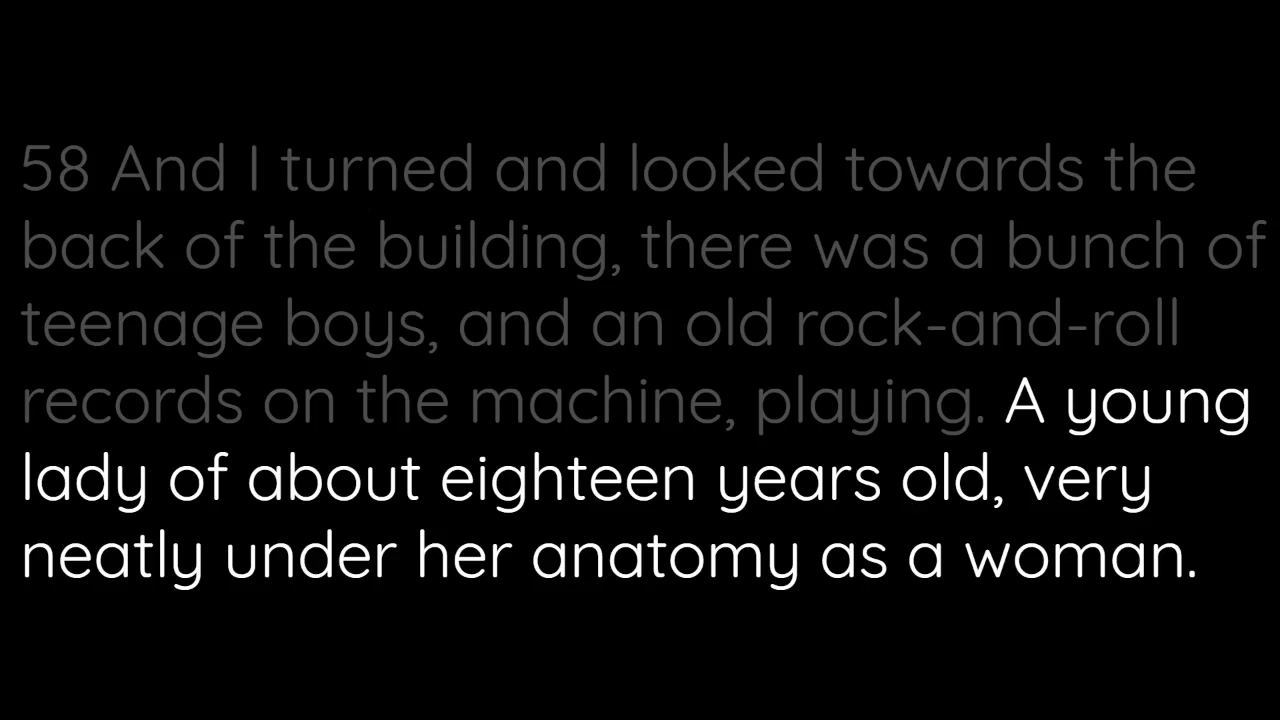 58 And I turned and looked towards the
back of the building, there was a bunch of
teenage boys, and an old rock-and-roll
records on the machine, playing. A young
lady of about eighteen years old, very
neatly under her anatomy as a woman.